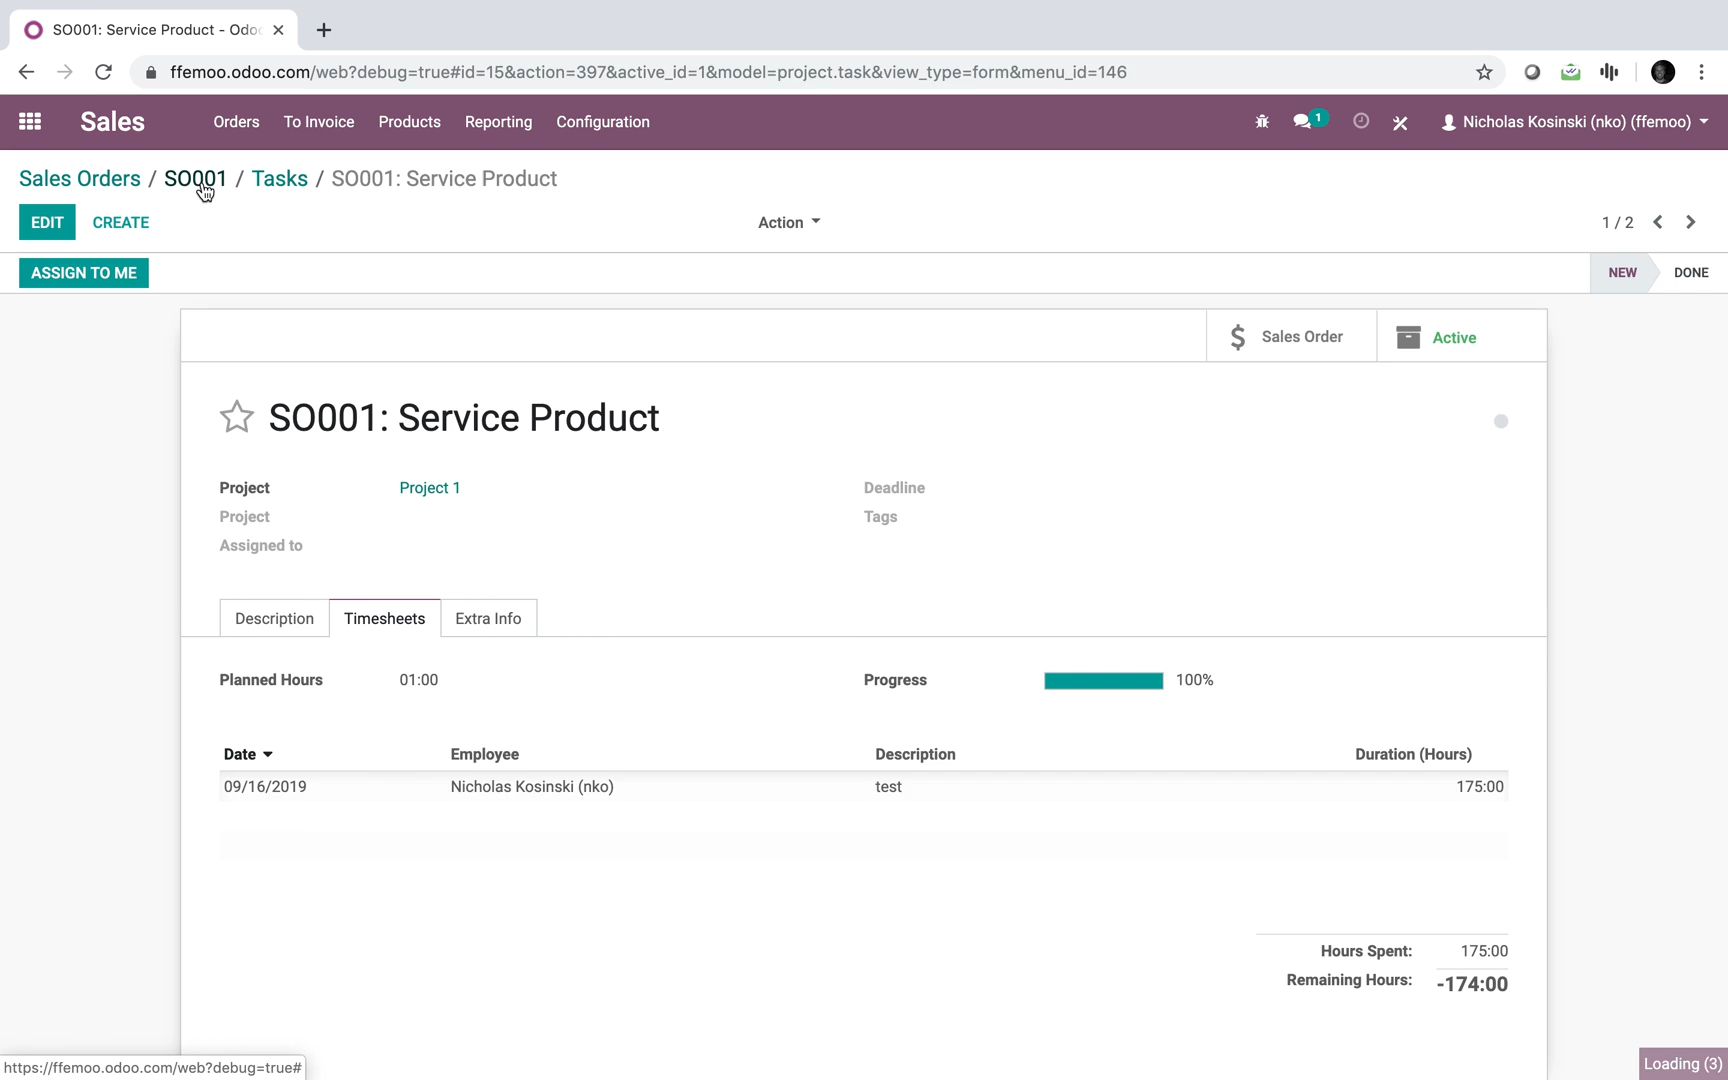 SO001: Service Product - Odoo
ffemoo.odoo.com/web?debug=true#id=15&action=397&active_id=1&model=project.task&view_type=form&menu_id=146
Sales Orders To Invoice Products Reporting Configuration 1 Nicholas Kosinski (nko) (ffemoo)
Sales Orders / SO001 / Tasks / SO001: Service Product
EDIT CREATE Action 1 / 2
ASSIGN TO ME NEW DONE
$ Sales Order Active
SO001: Service Product
Project Project 1 Deadline
Project Tags
Assigned to
Description Timesheets Extra Info
Planned Hours 01:00 Progress 100%
Date Employee Description Duration (Hours)
09/16/2019 Nicholas Kosinski (nko) test 175:00
Hours Spent: 175:00
Remaining Hours: -174:00
https://ffemoo.odoo.com/web?debug=true# Loading (3)